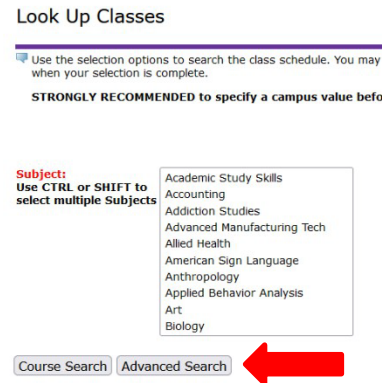 Look Up Classes
Use the selection options to search the class schedule. You may
when your selection is complete.
STRONGLY RECOMMENDED to specify a campus value befo
Subject:
Use CTRL or SHIFT to
select multiple Subjects
Academic Study Skills
Accounting
Addiction Studies
Advanced Manufacturing Tech
Allied Health
American Sign Language
Anthropology
Applied Behavior Analysis
Art
Biology
Course Search Advanced Search